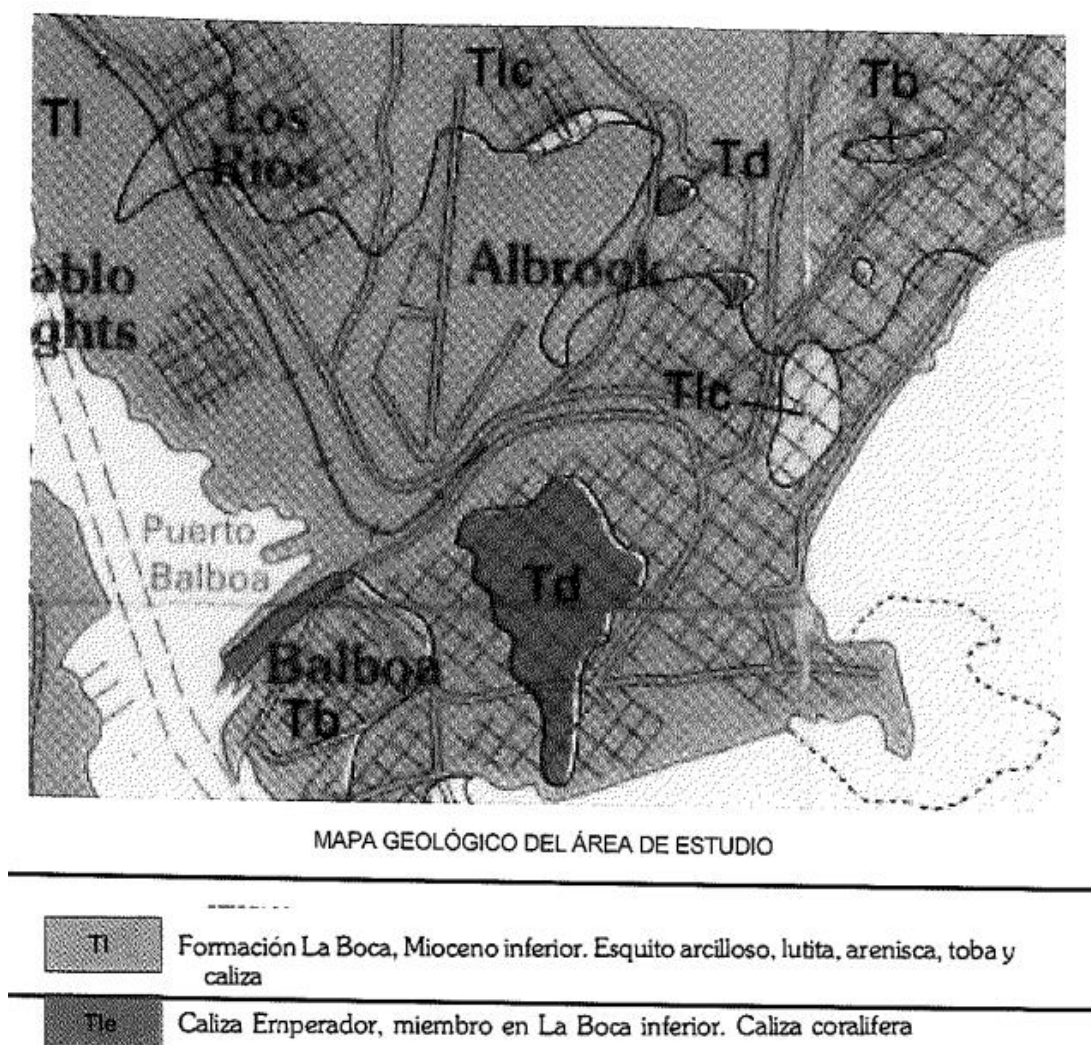 Tlc
Tb
Tl
Los
Rios
Td
ablo
ghts
Albrook
Tlc
Puerto
Balboa
Td
Balboa
Tb
MAPA GEOLÓGICO DEL ÁREA DE ESTUDIO
Tl
Formación La Boca, Mioceno inferior. Esquito arcilloso, lutita, arenisca, toba y
caliza
Tle
Caliza Emperador, miembro en La Boca inferior. Caliza coralifera